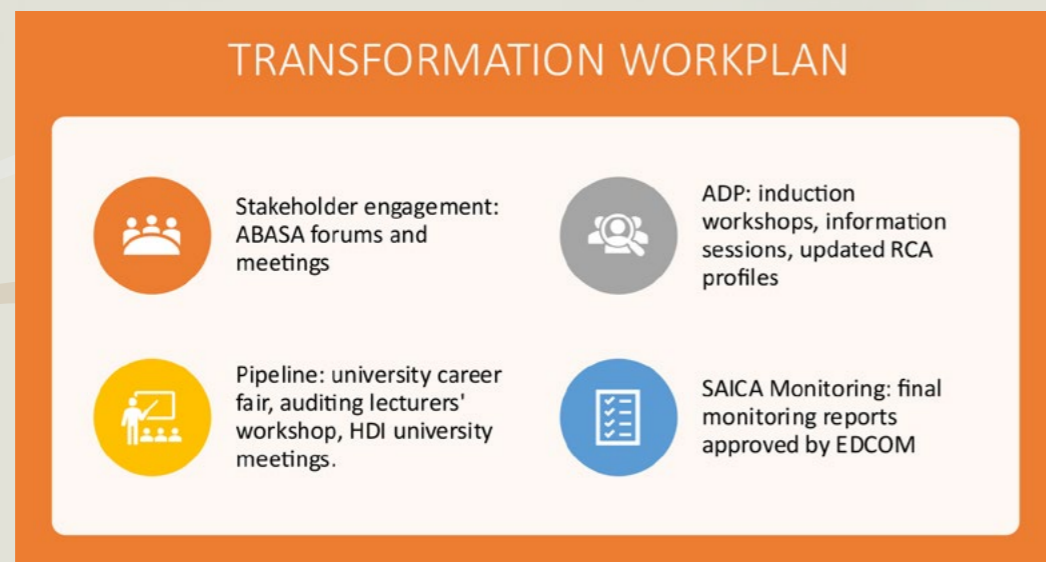 TRANSFORMATION WORKPLAN
Stakeholder engagement:
ABASA forums and
meetings
ADP: induction
workshops, information
sessions, updated RCA
profiles
Pipeline: university career
fair, auditing lecturers'
workshop, HDI university
meetings.
SAICA Monitoring: final
monitoring reports
approved by EDCOM